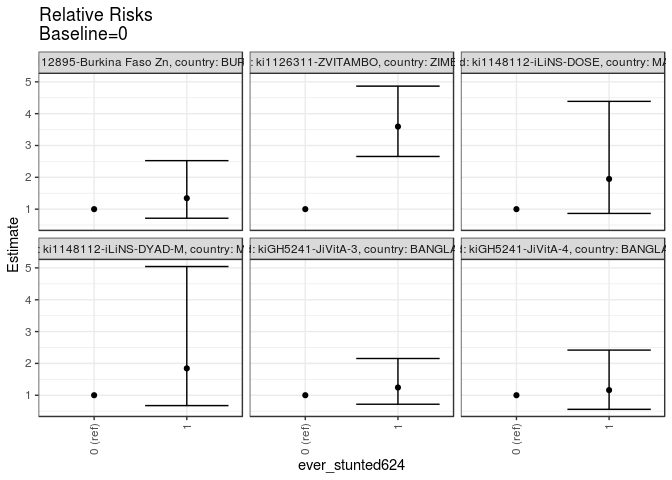 Relative Risks
Baseline=0
12895-Burkina Faso Zn, country: BUR
: ki1126311-ZVITAMBO, country: ZIME
d: ki1148112-iLiNS-DOSE, country: MA
5
4
3
2
1
: ki1148112-iLiNS-DYAD-M, country: M
d: kiGH5241-JiVitA-3, country: BANGLA
d: kiGH5241-JiVitA-4, country: BANGLA
5
4
3
2
1
Estimate
0 (ref)
1
0 (ref)
1
0 (ref)
1
ever_stunted624